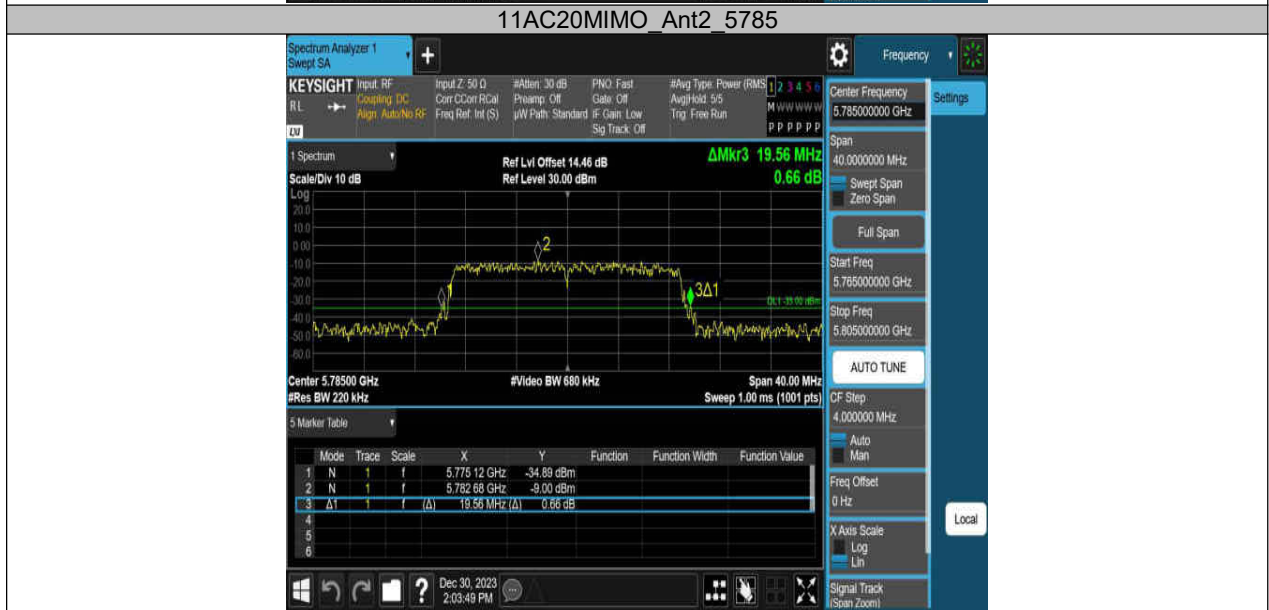 11AC20MIMO_Ant2_5785
Spectrum Analyzer 1
Swept SA
+
Frequency
KEYSIGHT
RL
LXI
Input: RF
Coupling: DC
Align: Auto/No RF
Input Z: 50 Ω
Corr CCorr RCal
Freq Ref: Int (S)
#Atten: 30 dB
Preamp: Off
µW Path: Standard
PNO: Fast
Gate: Off
IF Gain: Low
Sig Track: Off
#Avg Type: Power (RMS
Avg|Hold: 5/5
Trig: Free Run
1 2 3 4 5 6
M W W W W W
P P P P P P
Center Frequency
5.785000000 GHz
Settings
1 Spectrum
Scale/Div 10 dB
Log
Ref Lvl Offset 14.46 dB
Ref Level 30.00 dBm
ΔMkr3 19.56 MHz
0.66 dB
Span
40.0000000 MHz
Swept Span
Zero Span
Full Span
Start Freq
5.765000000 GHz
Stop Freq
5.805000000 GHz
AUTO TUNE
20.0
10.0
0.00
-10.0
-20.0
-30.0
-40.0
-50.0
-60.0
2
1
3Δ1
DL1 -35.00 dBm
Center 5.78500 GHz
#Res BW 220 kHz
#Video BW 680 kHz
Span 40.00 MHz
Sweep 1.00 ms (1001 pts)
CF Step
4.000000 MHz
Auto
Man
5 Marker Table
Mode Trace Scale X Y Function Function Width Function Value
1 N 1 f 5.775 12 GHz -34.89 dBm
2 N 1 f 5.782 68 GHz -9.00 dBm
3 Δ1 1 f (Δ) 19.56 MHz (Δ) 0.66 dB
4
5
6
Freq Offset
0 Hz
X Axis Scale
Log
Lin
Local
Signal Track
(Span Zoom)
?
Dec 30, 2023
2:03:49 PM